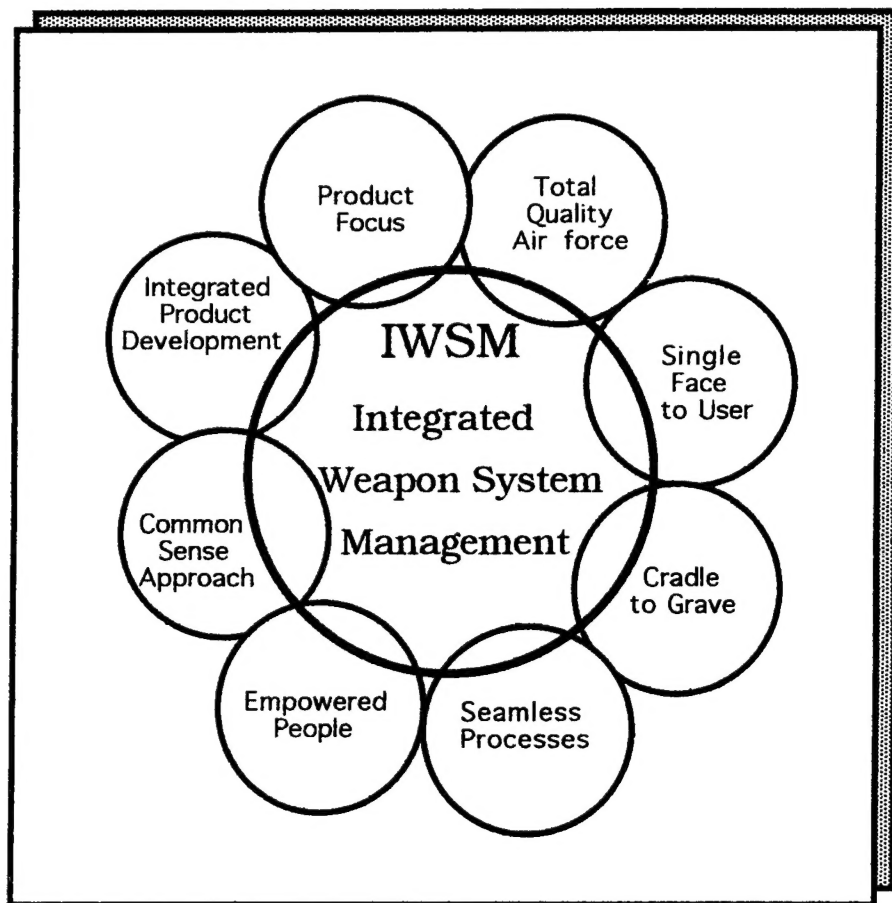 Product
Focus
Total
Quality
Air force
Integrated
Product
Development
IWSM
Integrated
Weapon System
Management
Single
Face
to User
Common
Sense
Approach
Cradle
to Grave
Empowered
People
Seamless
Processes